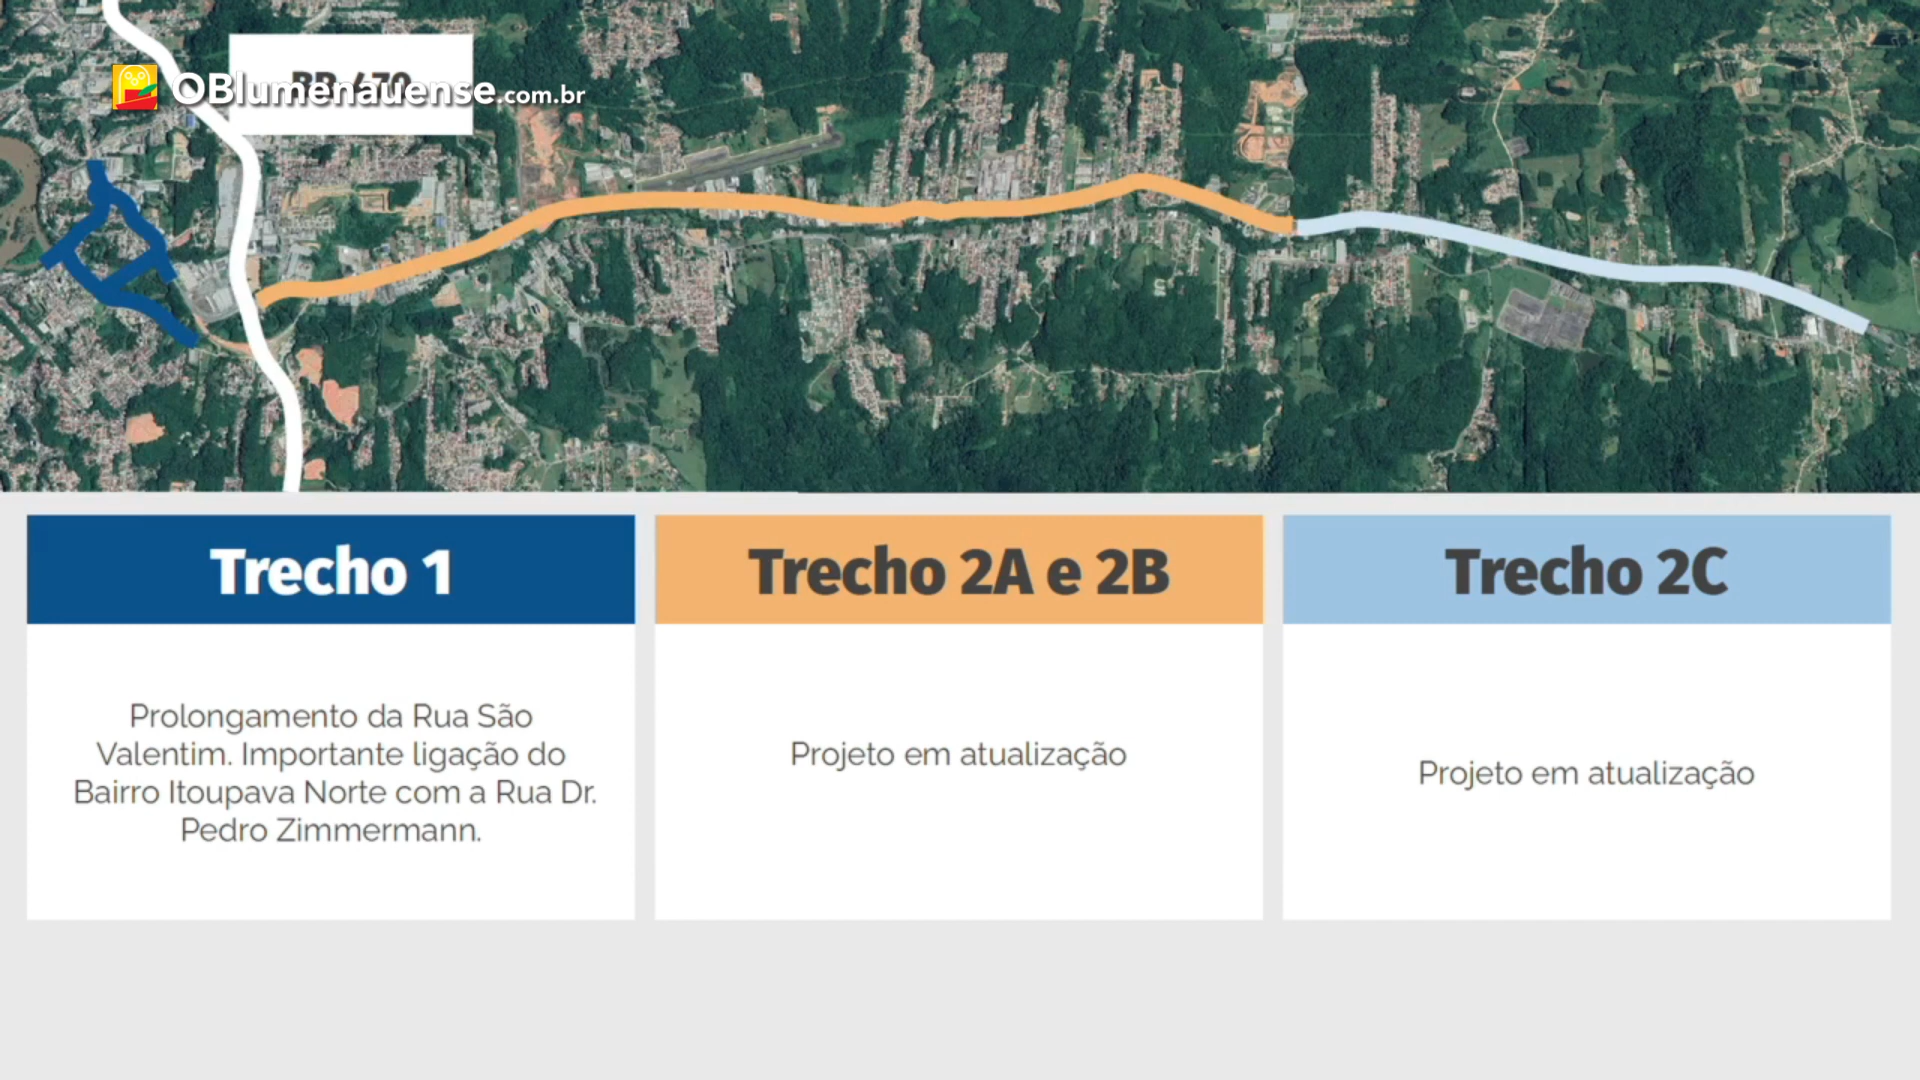 OBlumenauense.com.br
Trecho 1
Prolongamento da Rua São
Valentim. Importante ligação do
Bairro Itoupava Norte com a Rua Dr.
Pedro Zimmermann.
Trecho 2A e 2B
Projeto em atualização
Trecho 2C
Projeto em atualização